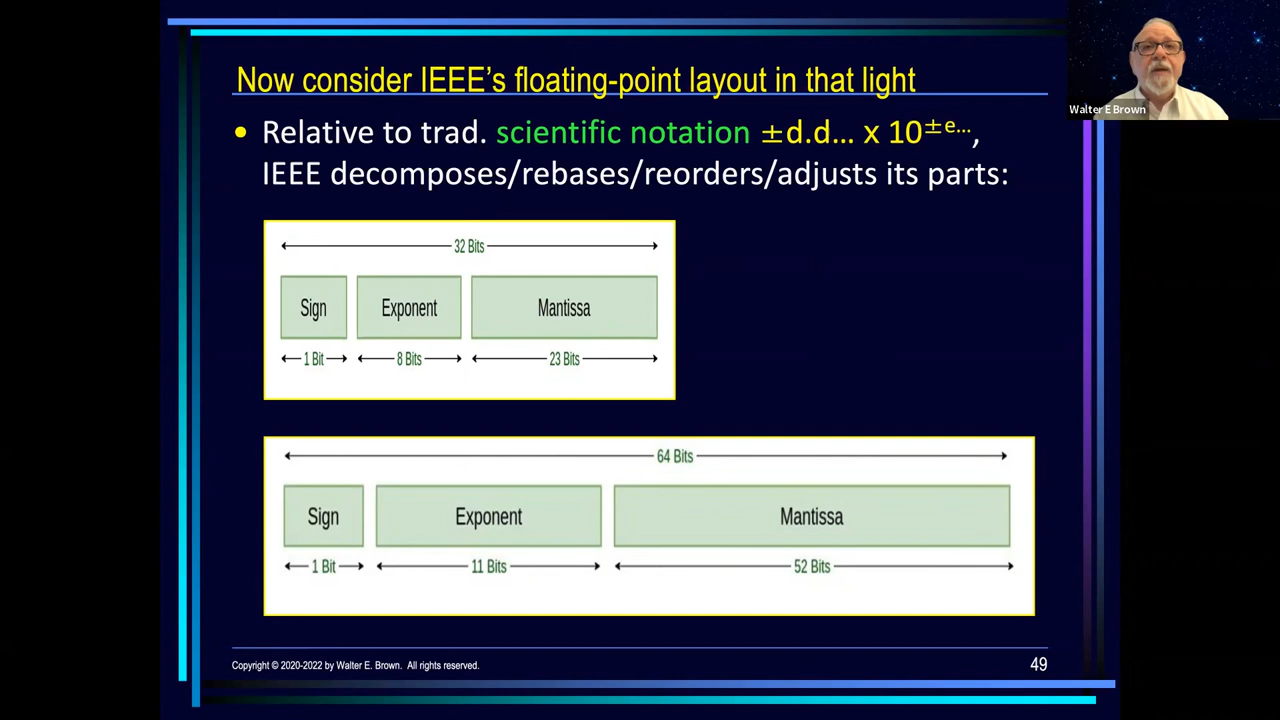 Now consider IEEE's floating-point layout in that light
Walter E Brown
• Relative to trad. scientific notation ±d.d... x 10±e...,
IEEE decomposes/rebases/reorders/adjusts its parts:
32 Bits
Sign Exponent Mantissa
1 Bit 8 Bits 23 Bits
64 Bits
Sign Exponent Mantissa
1 Bit 11 Bits 52 Bits
Copyright © 2020-2022 by Walter E. Brown. All rights reserved. 49